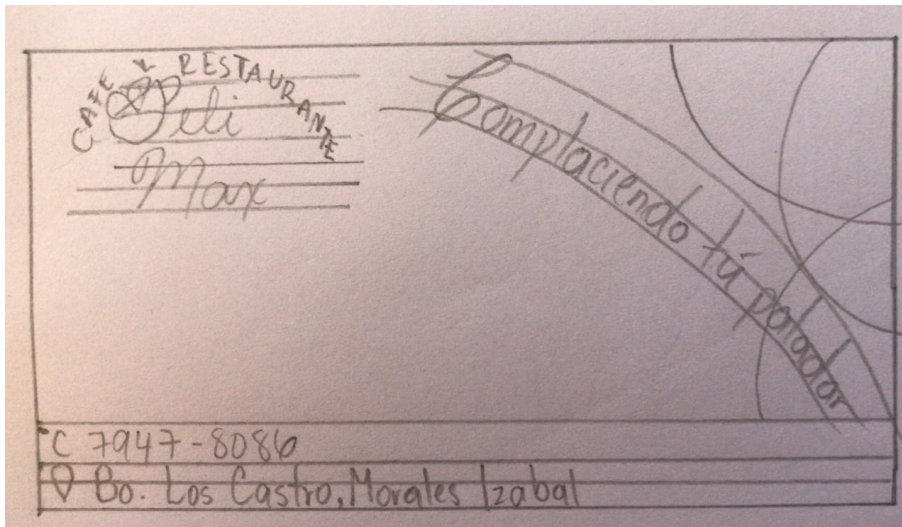 CAFE Y RESTAURANTE
Deli
Max
Complaciendo tú paladar
7947-8086
Bo. Los Castro, Morales Izabal